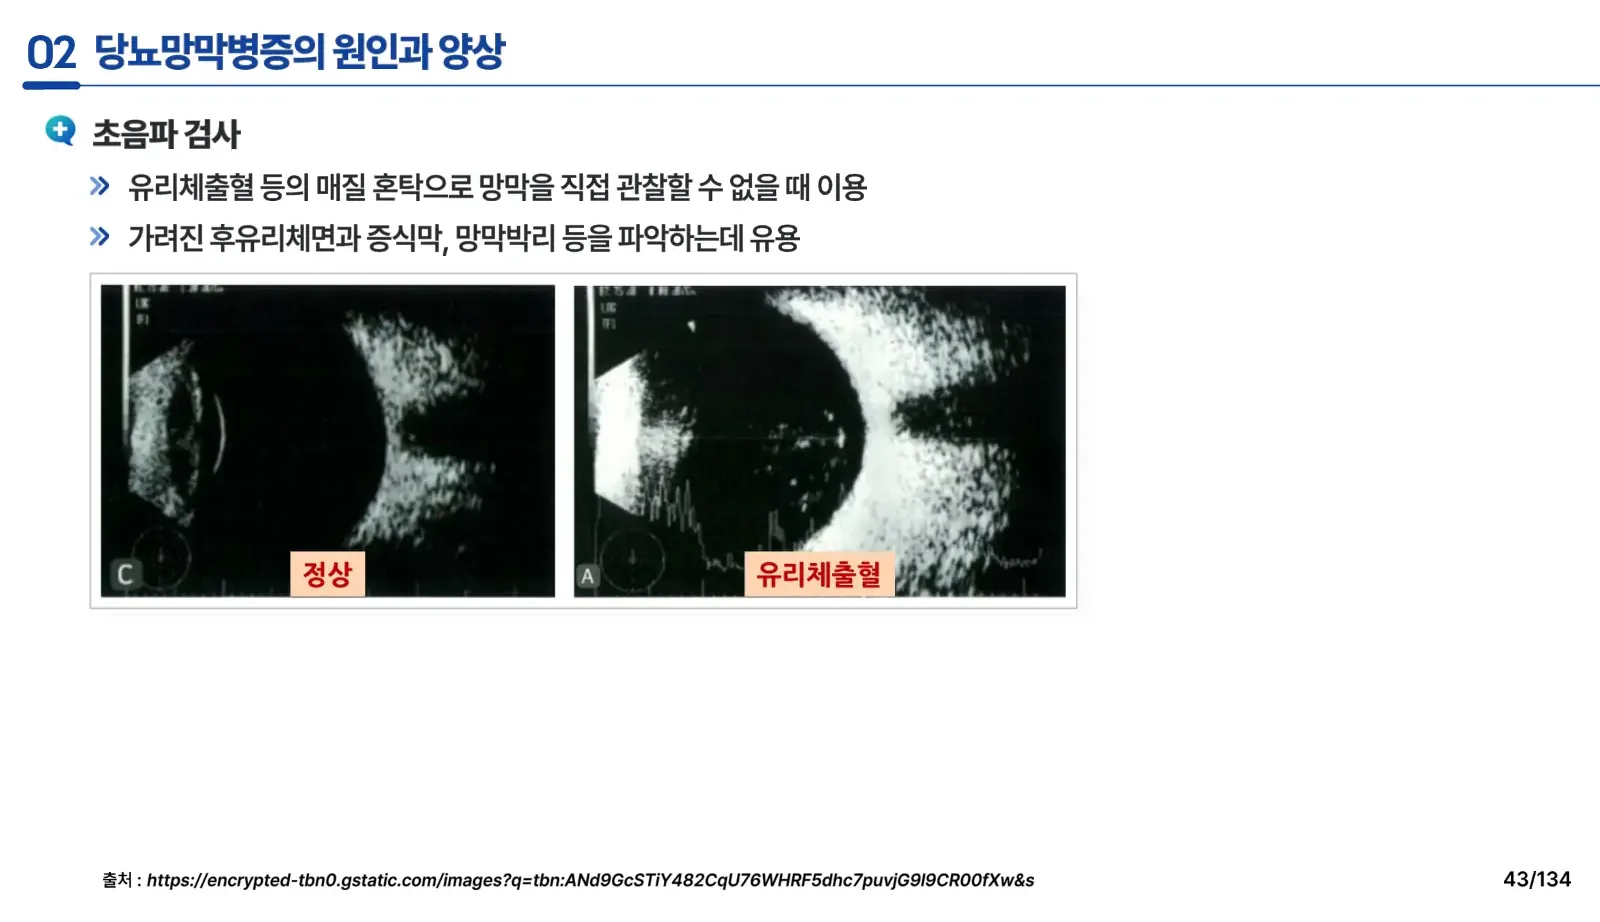 02 당뇨망막병증의 원인과 양상
초음파 검사
유리체출혈 등의 매질 혼탁으로 망막을 직접 관찰할 수 없을 때 이용
가려진 후유리체면과 증식막, 망막박리 등을 파악하는데 유용
C
정상
A
유리체출혈
출처 : https://encrypted-tbn0.gstatic.com/images?q=tbn:ANd9GcSTiY482CqU76WHRF5dhc7puvjG9l9CR00fXw&s
43/134